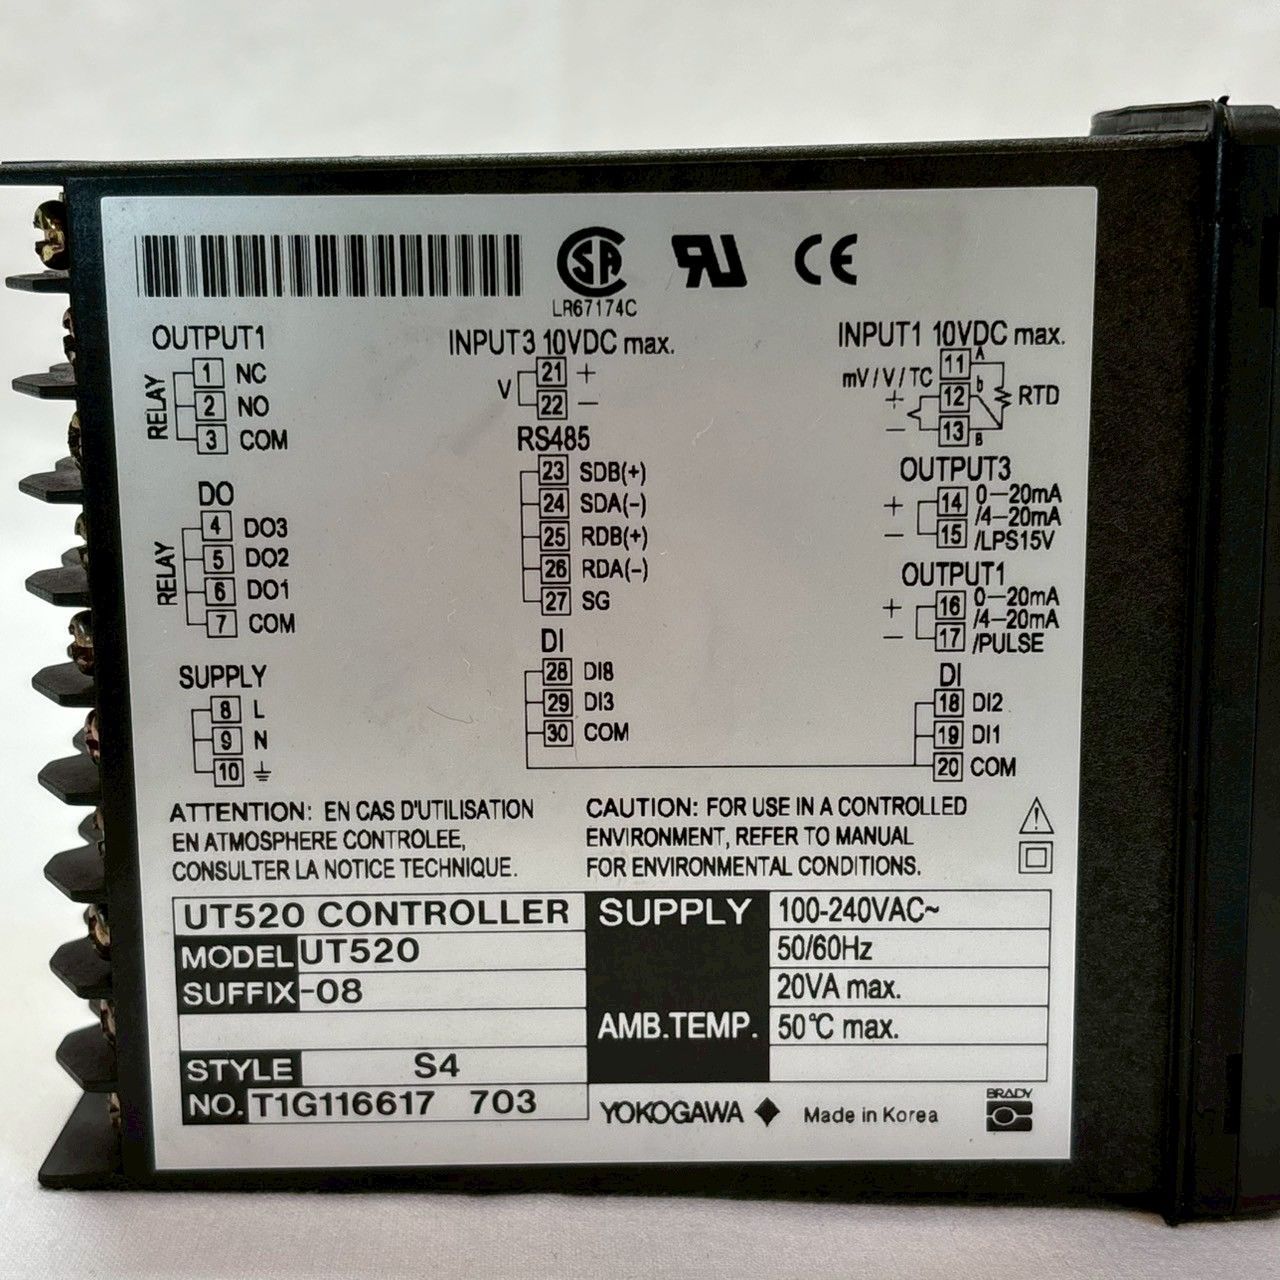 LR67174C
OUTPUT1
RELAY
1 NC
2 NO
3 COM
DO
RELAY
4 DO3
5 DO2
6 DO1
7 COM
SUPPLY
8 L
9 N
10
INPUT3 10VDC max.
V
21 +
22 −
RS485
23 SDB(+)
24 SDA(-)
25 RDB(+)
26 RDA(-)
27 SG
DI
28 DI8
29 DI3
30 COM
INPUT1 10VDC max.
mV/V/TC
11 A
+ 12 b RTD
− 13 B
OUTPUT3
+ 14 0-20mA
/4-20mA
− 15 /LPS15V
OUTPUT1
+ 16 0-20mA
/4-20mA
− 17 /PULSE
DI
18 DI2
19 DI1
20 COM
ATTENTION: EN CAS D'UTILISATION
EN ATMOSPHERE CONTROLEE,
CONSULTER LA NOTICE TECHNIQUE.
CAUTION: FOR USE IN A CONTROLLED
ENVIRONMENT, REFER TO MANUAL
FOR ENVIRONMENTAL CONDITIONS.
UT520 CONTROLLER
MODEL UT520
SUFFIX -08
STYLE S4
NO. T1G116617 703
SUPPLY 100-240VAC~
50/60Hz
20VA max.
AMB.TEMP. 50°C max.
YOKOGAWA Made in Korea
BRADY